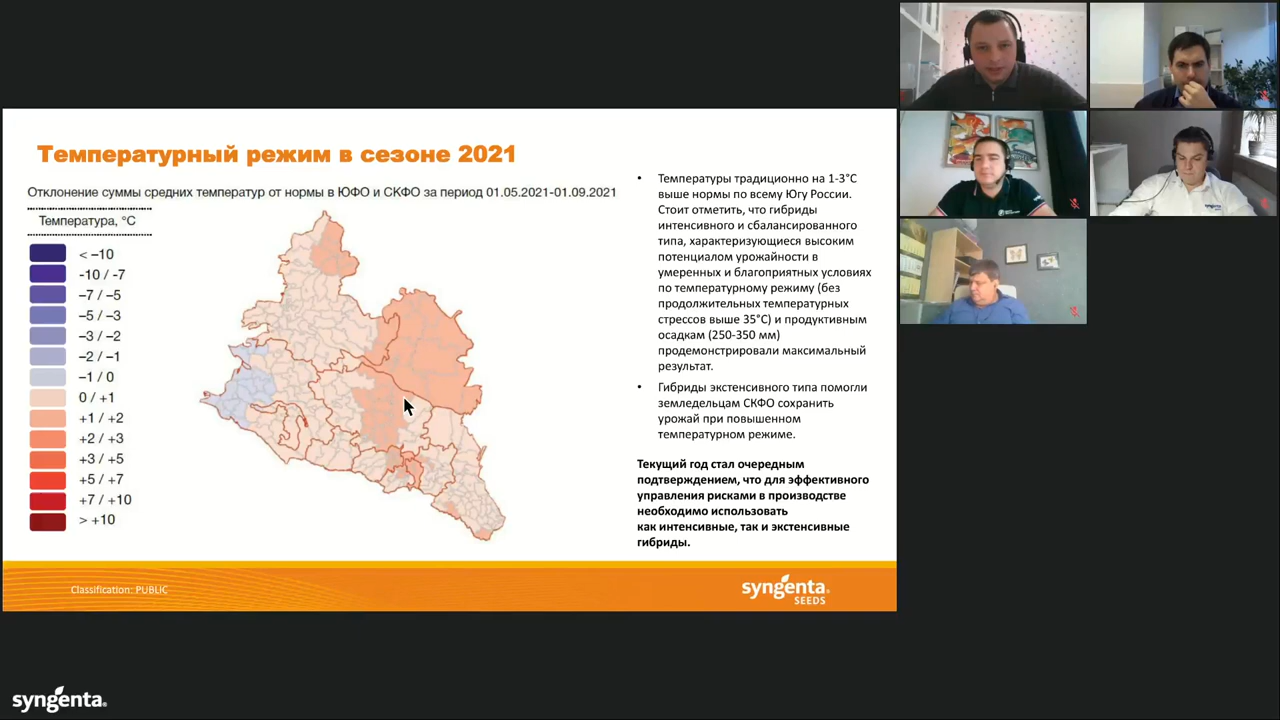 Температурный режим в сезоне 2021
Отклонение суммы средних температур от нормы в ЮФО и СКФО за период 01.05.2021-01.09.2021
Температура, °C
< –10
-10 / -7
–7 / –5
–5 / –3
–3 / –2
–2 / –1
–1 / 0
0 / +1
+1 / +2
+2 / +3
+3 / +5
+5 / +7
+7 / +10
> +10
• Температуры традиционно на 1-3°C
выше нормы по всему Югу России.
Стоит отметить, что гибриды
интенсивного и сбалансированного
типа, характеризующиеся высоким
потенциалом урожайности в
умеренных и благоприятных условиях
по температурному режиму (без
продолжительных температурных
стрессов выше 35°C) и продуктивным
осадкам (250-350 мм)
продемонстрировали максимальный
результат.
• Гибриды экстенсивного типа помогли
земледельцам СКФО сохранить
урожай при повышенном
температурном режиме.
Текущий год стал очередным
подтверждением, что для эффективного
управления рисками в производстве
необходимо использовать
как интенсивные, так и экстенсивные
гибриды.
Classification: PUBLIC
syngenta®
SEEDS
syngenta®